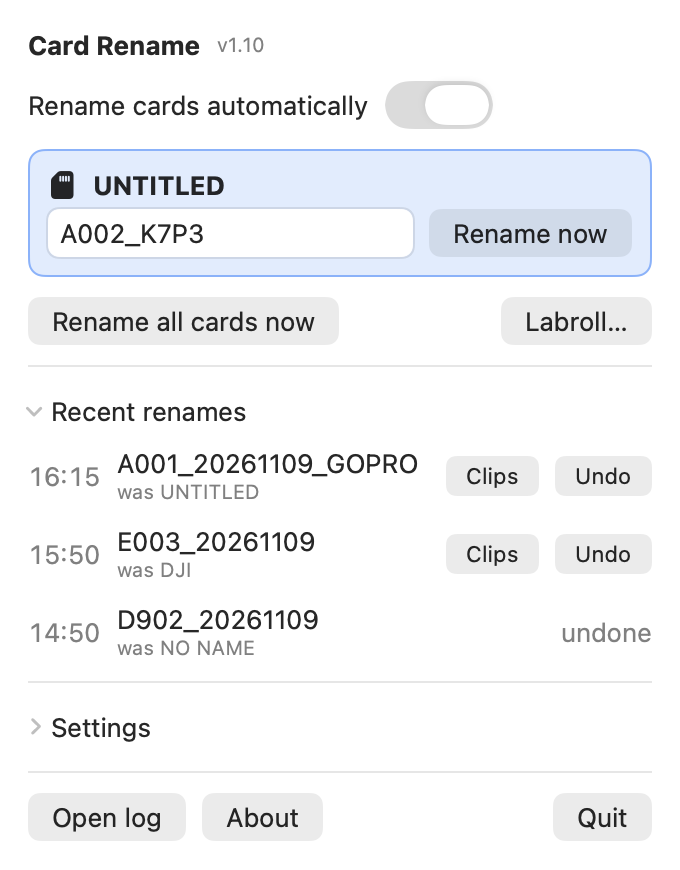 Card Rename v1.10
Rename cards automatically
UNTITLED
A002_K7P3 Rename now
Rename all cards now Labroll...
Recent renames
16:15 A001_20261109_GOPRO Clips Undo
was UNTITLED
15:50 E003_20261109 Clips Undo
was DJI
14:50 D902_20261109 undone
was NO NAME
Settings
Open log About Quit